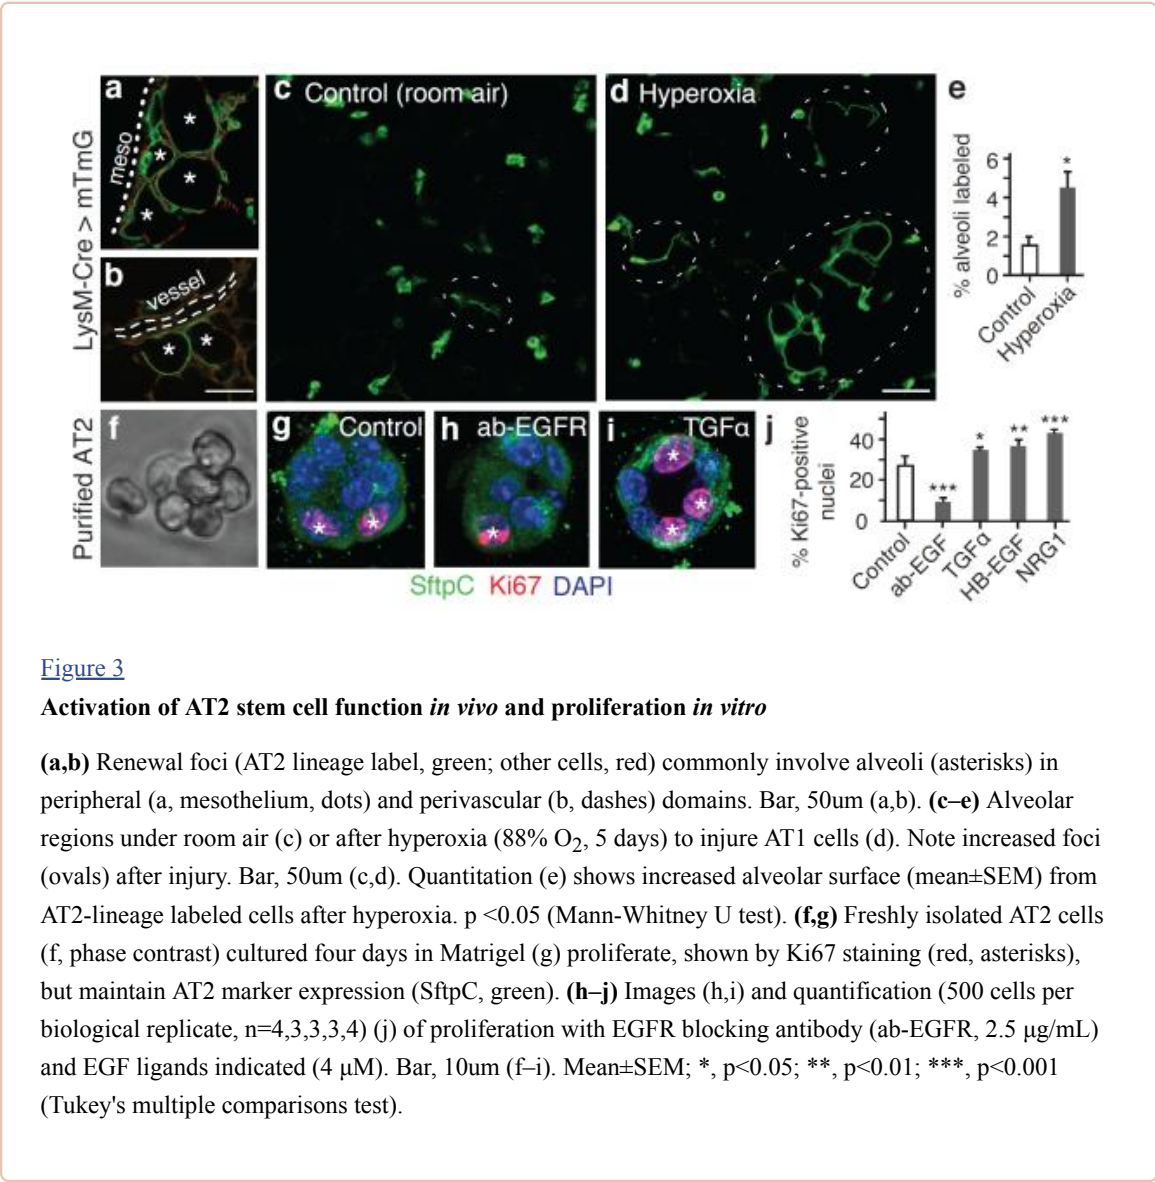 LysM-Cre > mTmG
a
meso
*
*
*
*
b
vessel
*
*
c Control (room air)
d Hyperoxia
e
% alveoli labeled
6
4
2
0
*
Control
Hyperoxia
Purified AT2
f
g Control
*
*
h ab-EGFR
*
i TGFα
*
*
*
SftpC Ki67 DAPI
j
% Ki67-positive
nuclei
40
20
0
***
*
**
***
Control
ab-EGF
TGFα
HB-EGF
NRG1
Figure 3
Activation of AT2 stem cell function in vivo and proliferation in vitro
(a,b) Renewal foci (AT2 lineage label, green; other cells, red) commonly involve alveoli (asterisks) in
peripheral (a, mesothelium, dots) and perivascular (b, dashes) domains. Bar, 50um (a,b). (c–e) Alveolar
regions under room air (c) or after hyperoxia (88% O2, 5 days) to injure AT1 cells (d). Note increased foci
(ovals) after injury. Bar, 50um (c,d). Quantitation (e) shows increased alveolar surface (mean±SEM) from
AT2-lineage labeled cells after hyperoxia. p <0.05 (Mann-Whitney U test). (f,g) Freshly isolated AT2 cells
(f, phase contrast) cultured four days in Matrigel (g) proliferate, shown by Ki67 staining (red, asterisks),
but maintain AT2 marker expression (SftpC, green). (h–j) Images (h,i) and quantification (500 cells per
biological replicate, n=4,3,3,3,4) (j) of proliferation with EGFR blocking antibody (ab-EGFR, 2.5 μg/mL)
and EGF ligands indicated (4 μM). Bar, 10um (f–i). Mean±SEM; *, p<0.05; **, p<0.01; ***, p<0.001
(Tukey's multiple comparisons test).